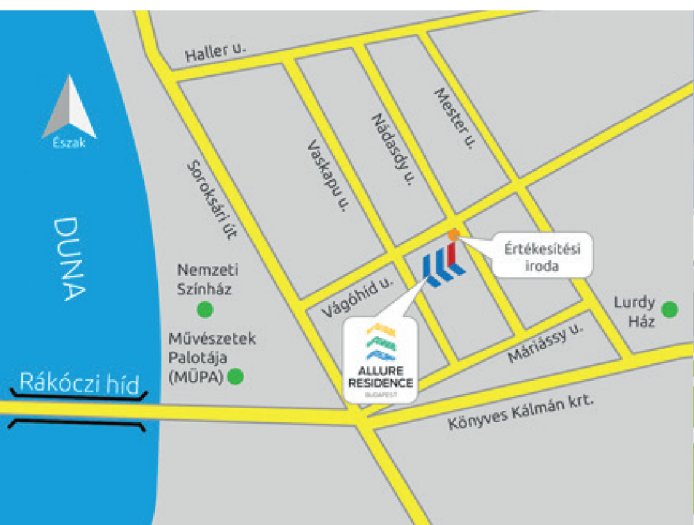 Haller u.
Észak
Mester u.
Nádasdy u.
Vaskapu u.
Soroksári út
DUNA
Értékesítési
iroda
Nemzeti
Színház
Vágóhíd u.
Lurdy
Ház
Művészetek
Palotája
(MŰPA)
Máriássy u.
ALLURE
RESIDENCE
BUDAPEST
Rákóczi híd
Könyves Kálmán krt.